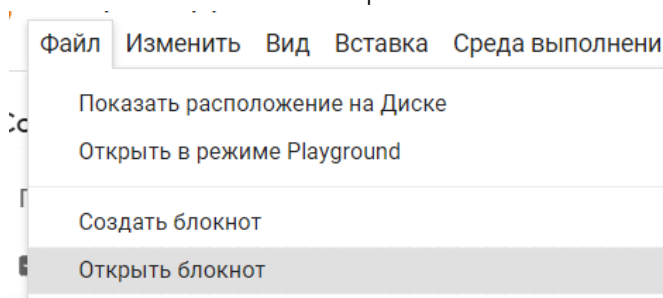 Файл Изменить Вид Вставка Среда выполнени
Показать расположение на Диске
Открыть в режиме Playground
Создать блокнот
Открыть блокнот